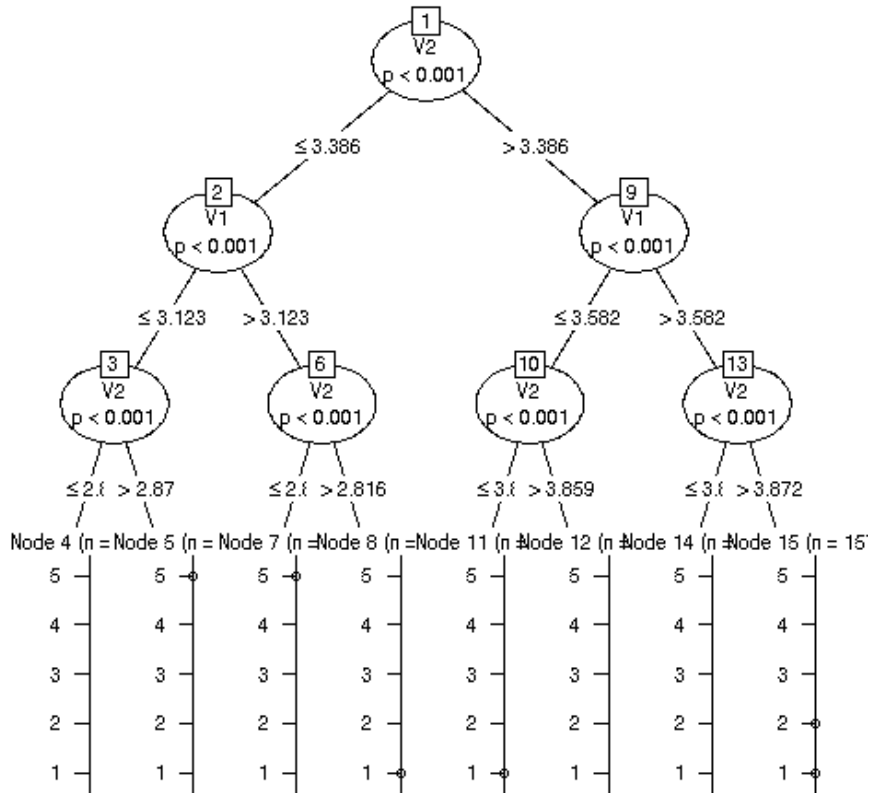 1
V2
p < 0.001
≤ 3.386
> 3.386
2
V1
p < 0.001
9
V1
p < 0.001
≤ 3.123
> 3.123
≤ 3.582
> 3.582
3
V2
p < 0.001
6
V2
p < 0.001
10
V2
p < 0.001
13
V2
p < 0.001
> 2.87
> 2.816
> 3.859
> 3.872
Node 4 (n =
Node 5 (n =
Node 7 (n =
Node 8 (n =
Node 11 (n
Node 12 (n
Node 14 (n
Node 15 (n = 15
5 5 5 5 5 5 5 5
4 4 4 4 4 4 4 4
3 3 3 3 3 3 3 3
2 2 2 2 2 2 2 2
1 1 1 1 1 1 1 1